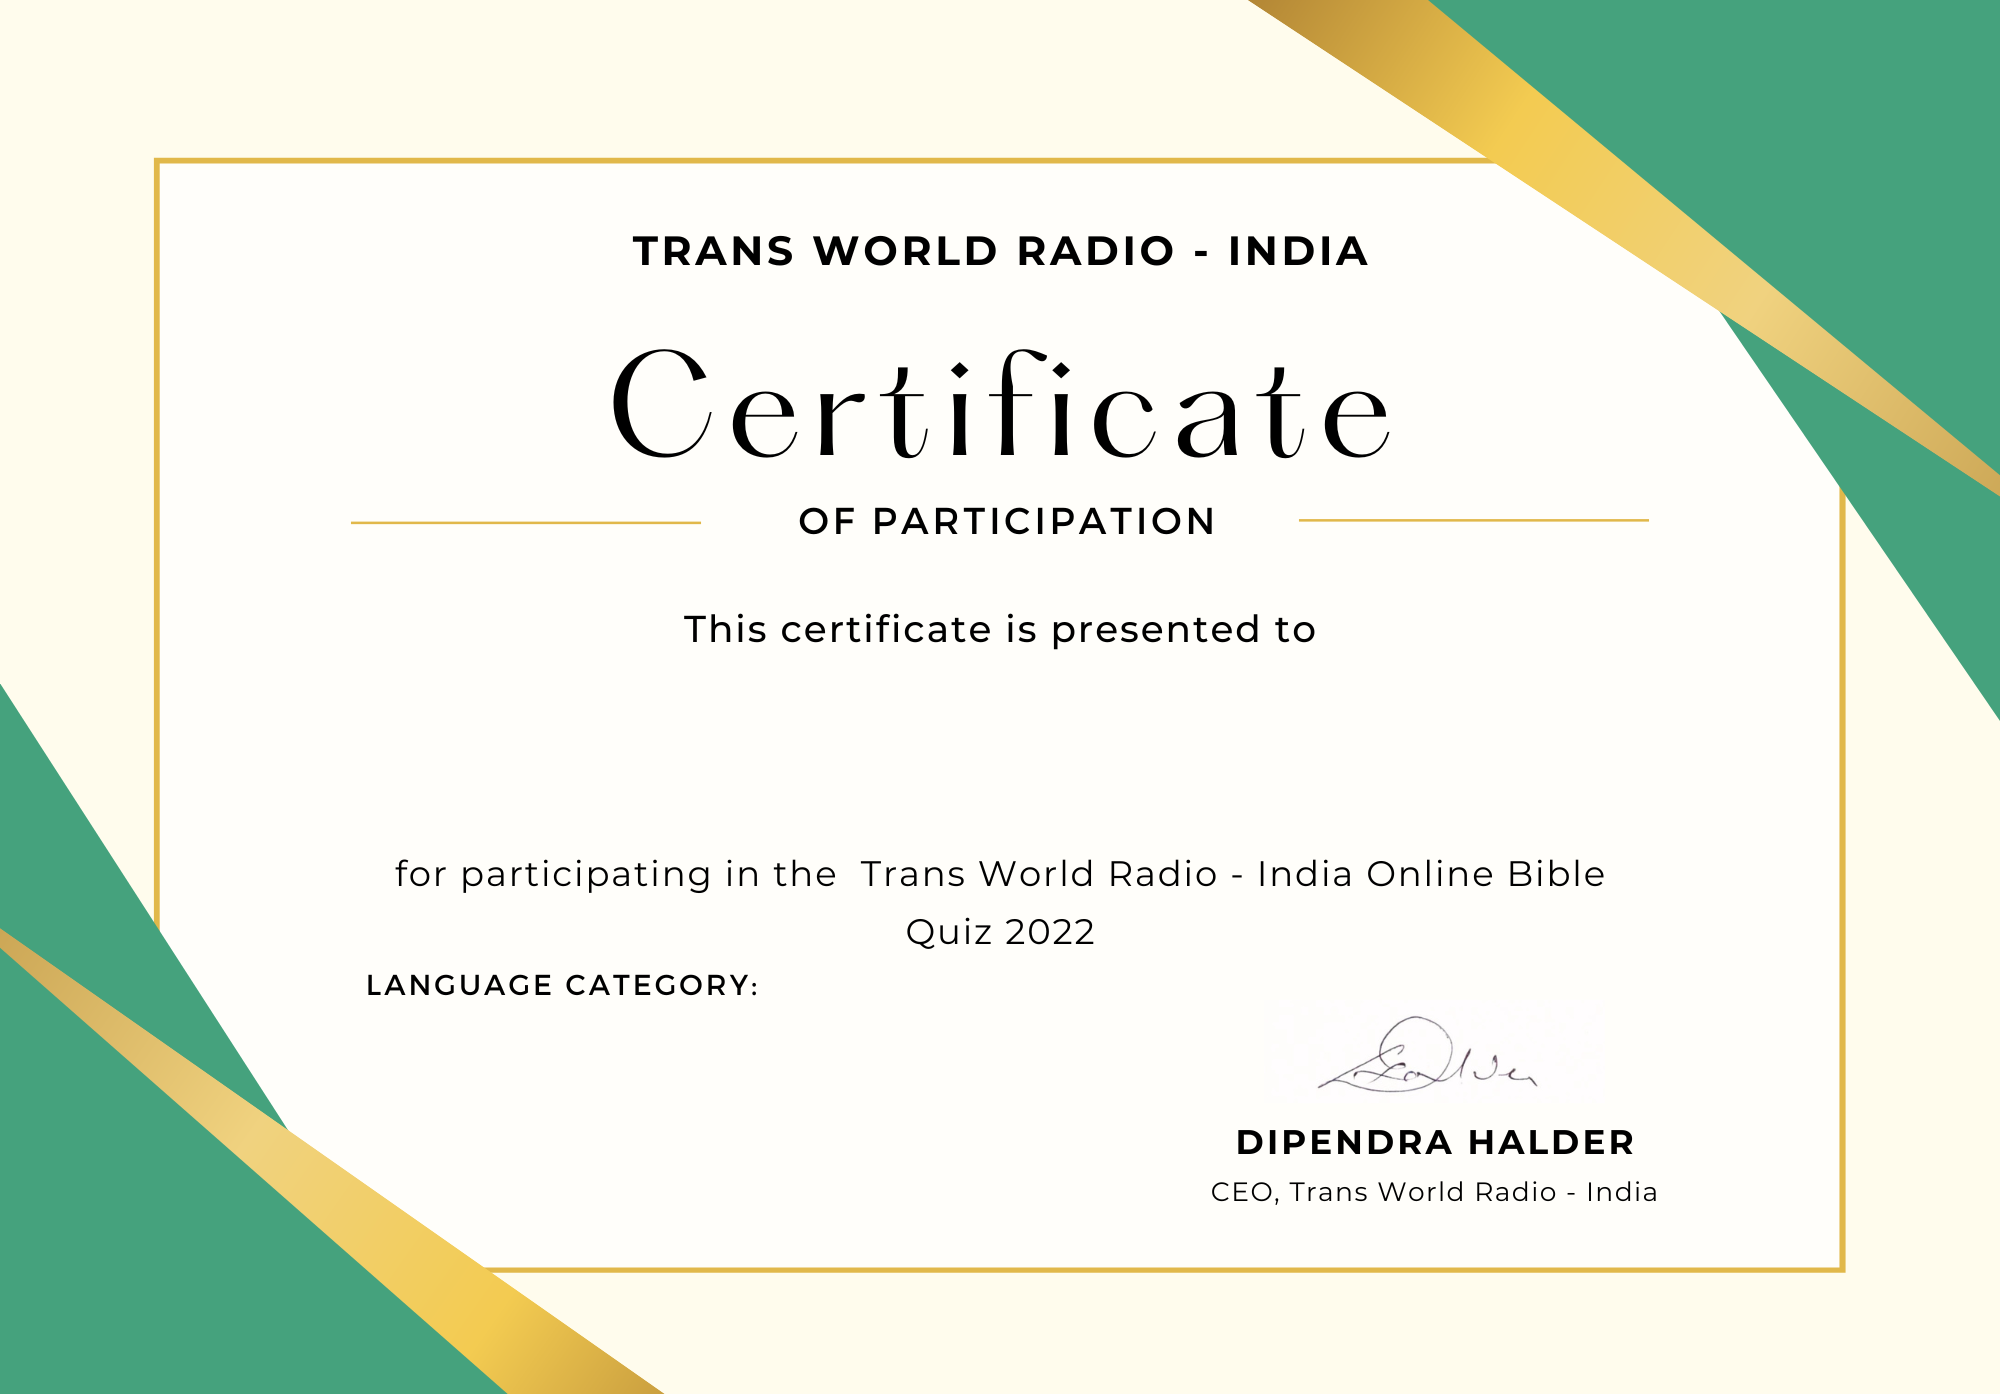 TRANS WORLD RADIO - INDIA
Certificate
OF PARTICIPATION
This certificate is presented to
for participating in the  Trans World Radio - India Online Bible
Quiz 2022
LANGUAGE CATEGORY:
DIPENDRA HALDER
CEO, Trans World Radio - India